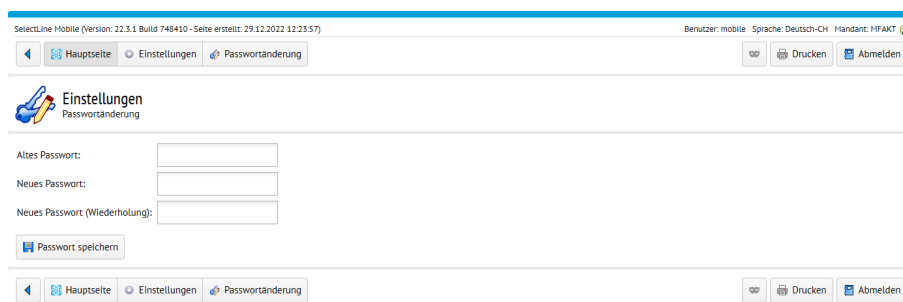 SelectLine Mobile (Version: 22.3.1 Build 748410 - Seite erstellt: 29.12.2022 12:23:57) Benutzer: mobile Sprache: Deutsch-CH Mandant: MFAKT
Hauptseite Einstellungen Passwortänderung Drucken Abmelden
Einstellungen
Passwortänderung
Altes Passwort:
Neues Passwort:
Neues Passwort (Wiederholung):
Passwort speichern
Hauptseite Einstellungen Passwortänderung Drucken Abmelden